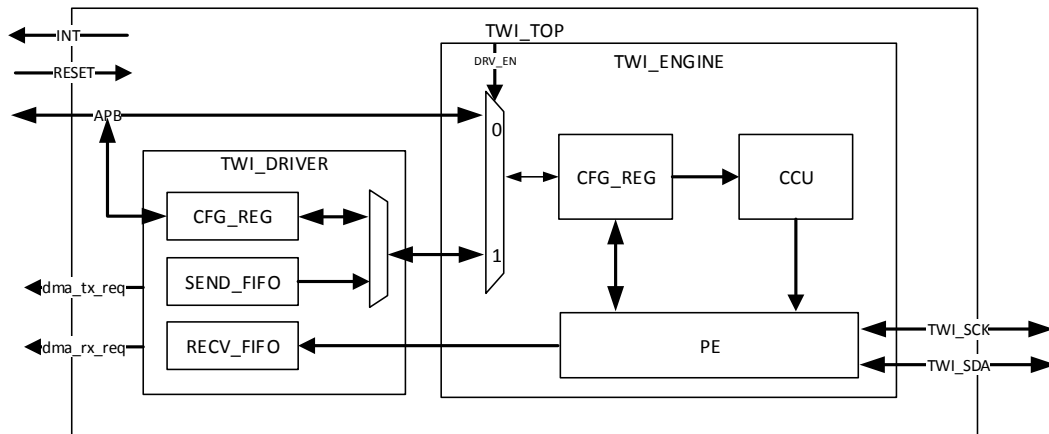 INT
TWI_TOP
DRV_EN
TWI_ENGINE
RESET
APB
0
TWI_DRIVER
CFG_REG
CCU
CFG_REG
1
SEND_FIFO
dma_tx_req
TWI_SCK
RECV_FIFO
dma_rx_req
PE
TWI_SDA